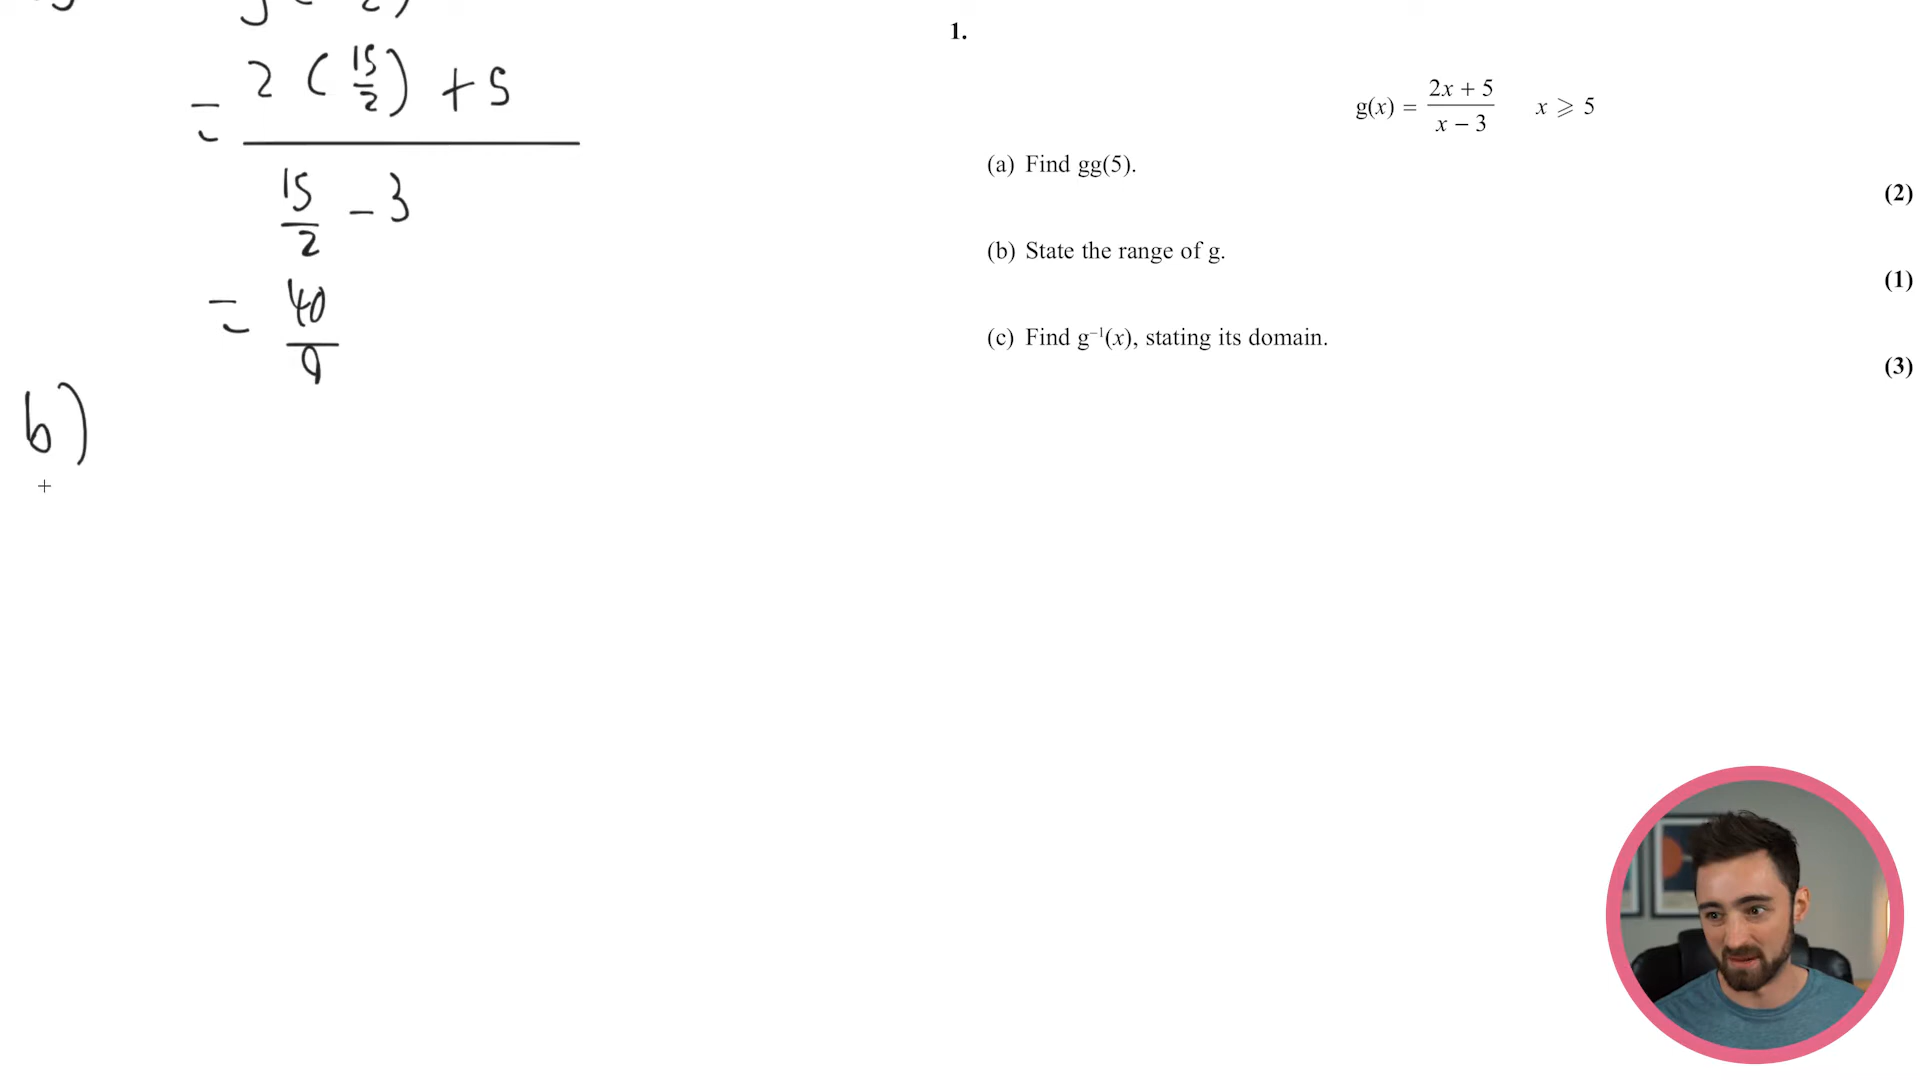 = 2 ( 15/2 ) + 5
15/2 - 3
= 40/9
b)
1.
g(x) = (2x + 5)/(x − 3) x ⩾ 5
(a) Find gg(5).
(2)
(b) State the range of g.
(1)
(c) Find g⁻¹(x), stating its domain.
(3)